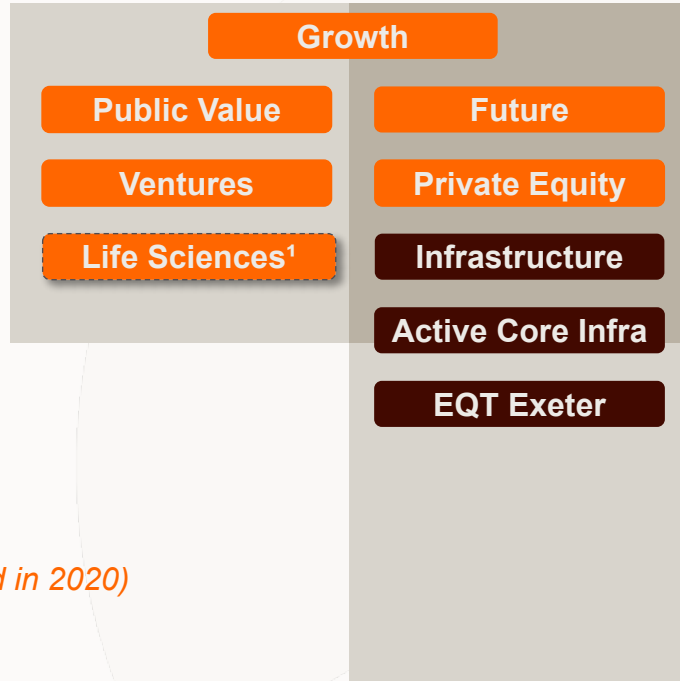 Growth
Public Value
Future
Ventures
Private Equity
Life Sciences¹
Infrastructure
Active Core Infra
EQT Exeter
in 2020)